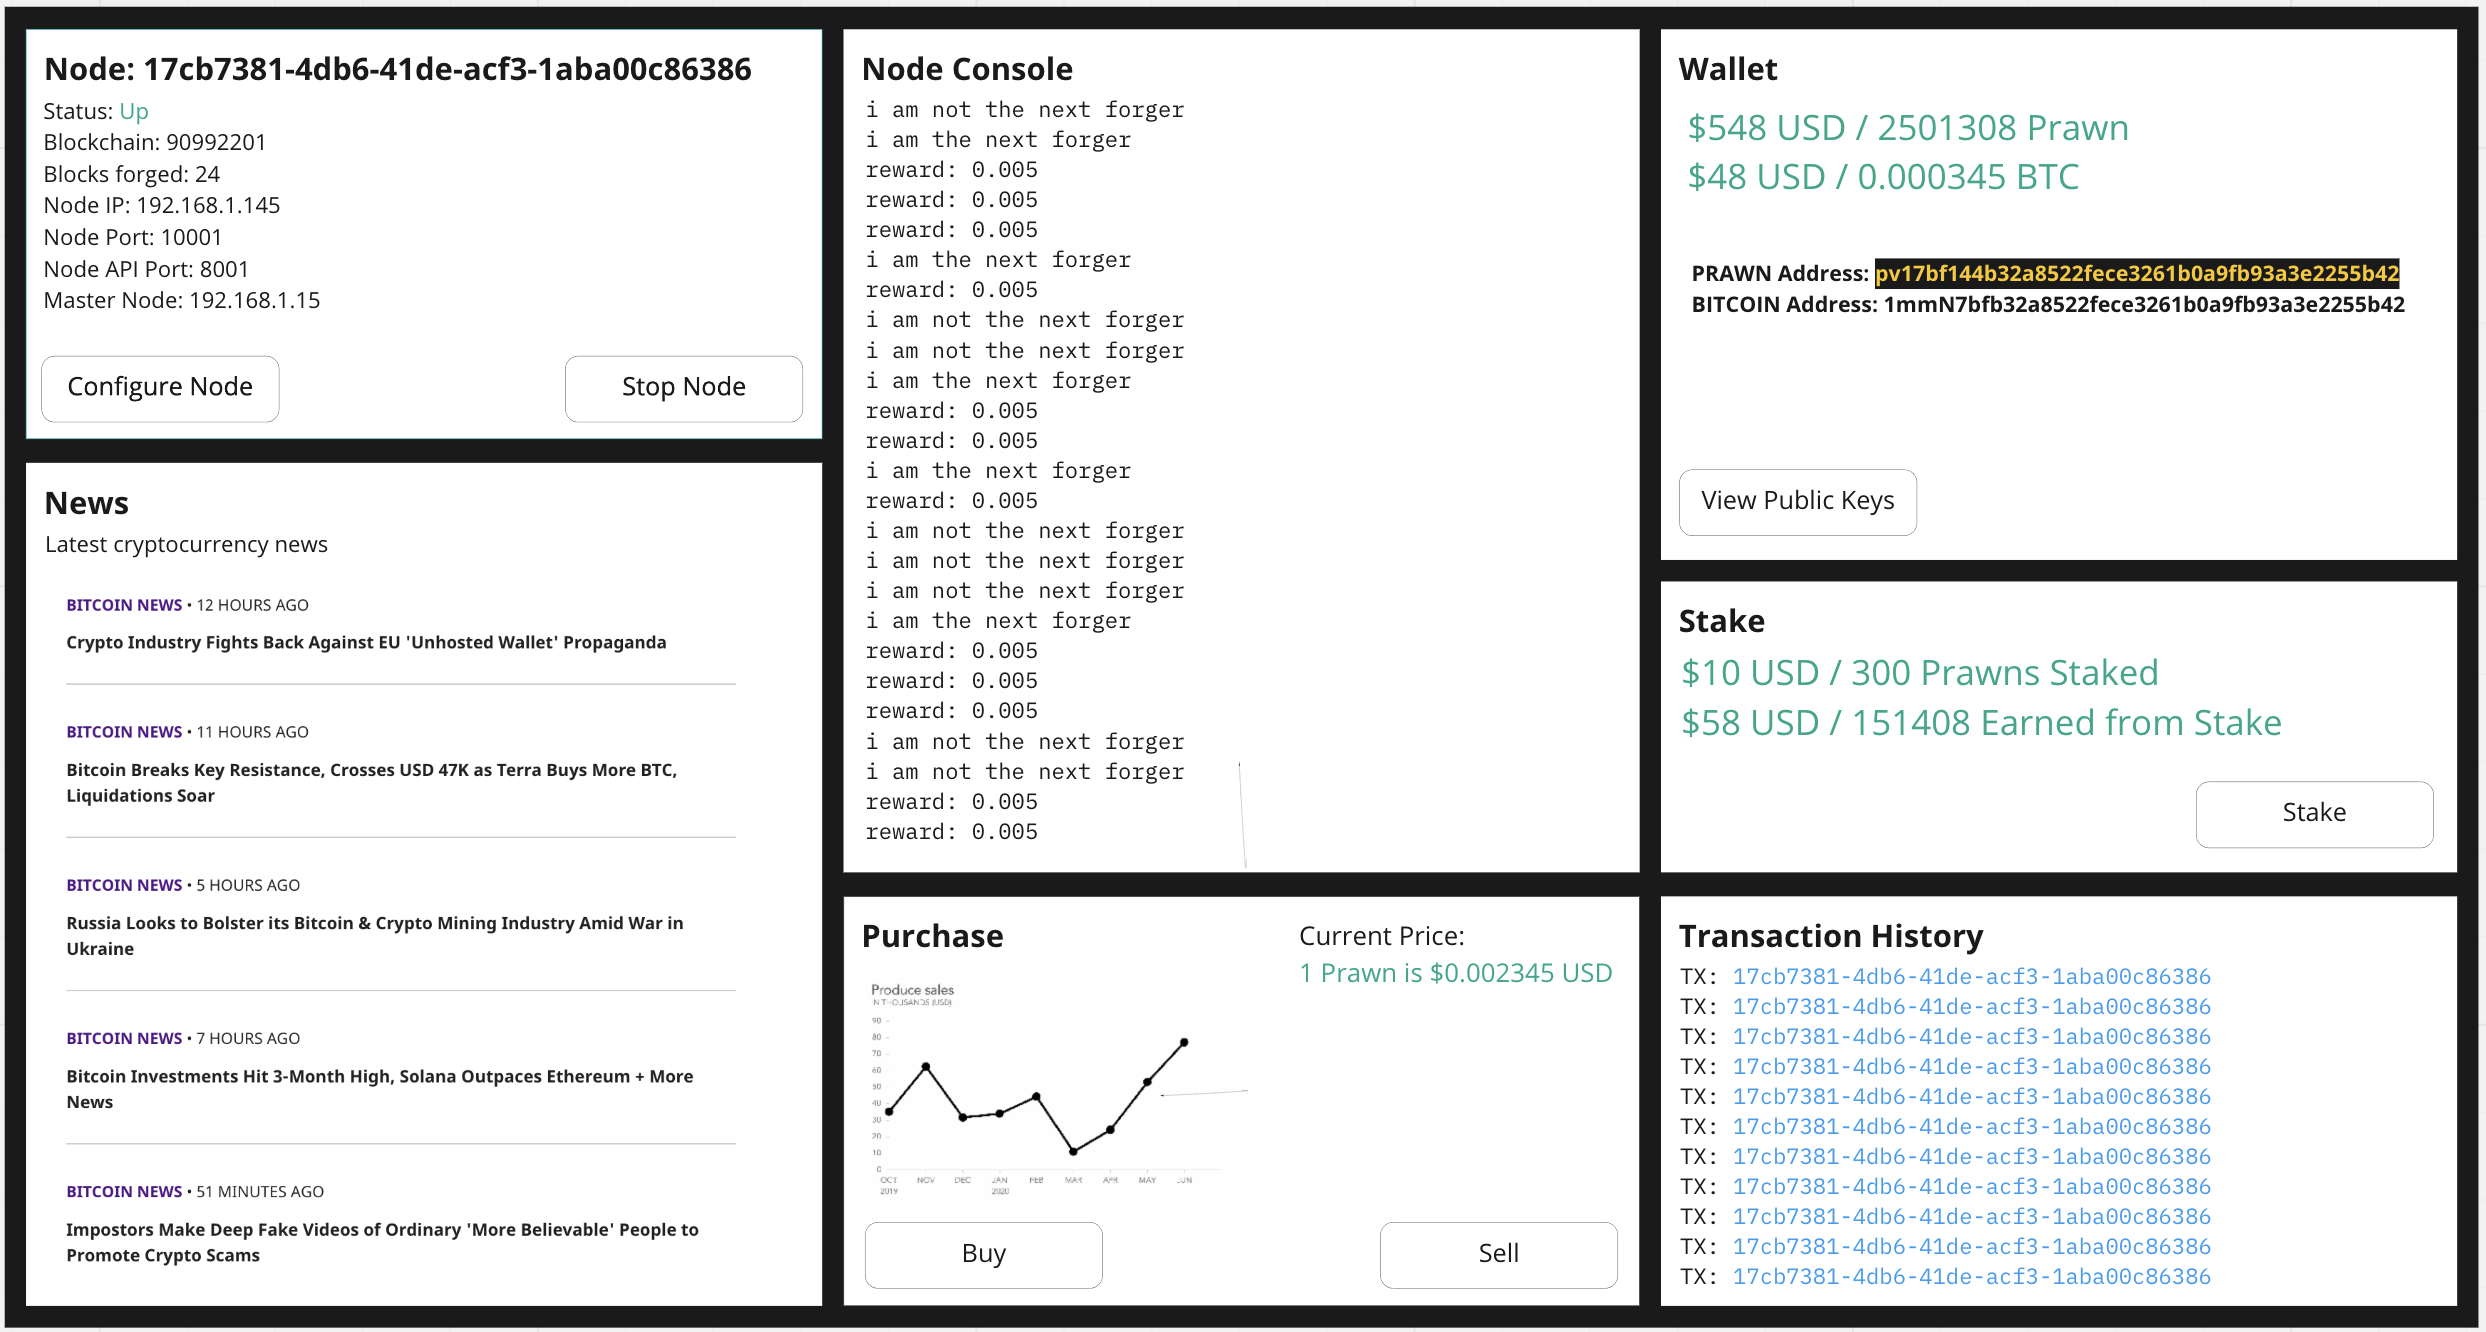 Node: 17cb7381-4db6-41de-acf3-1aba00c86386
Status: Up
Blockchain: 90992201
Blocks forged: 24
Node IP: 192.168.1.145
Node Port: 10001
Node API Port: 8001
Master Node: 192.168.1.15
Configure Node
Stop Node
News
Latest cryptocurrency news
BITCOIN NEWS • 12 HOURS AGO
Crypto Industry Fights Back Against EU 'Unhosted Wallet' Propaganda
BITCOIN NEWS • 11 HOURS AGO
Bitcoin Breaks Key Resistance, Crosses USD 47K as Terra Buys More BTC,
Liquidations Soar
BITCOIN NEWS • 5 HOURS AGO
Russia Looks to Bolster its Bitcoin & Crypto Mining Industry Amid War in
Ukraine
BITCOIN NEWS • 7 HOURS AGO
Bitcoin Investments Hit 3-Month High, Solana Outpaces Ethereum + More
News
BITCOIN NEWS • 51 MINUTES AGO
Impostors Make Deep Fake Videos of Ordinary 'More Believable' People to
Promote Crypto Scams
Node Console
i am not the next forger
i am the next forger
reward: 0.005
reward: 0.005
reward: 0.005
i am the next forger
reward: 0.005
i am not the next forger
i am not the next forger
i am the next forger
reward: 0.005
reward: 0.005
i am the next forger
reward: 0.005
i am not the next forger
i am not the next forger
i am not the next forger
i am the next forger
reward: 0.005
reward: 0.005
reward: 0.005
i am not the next forger
i am not the next forger
reward: 0.005
reward: 0.005
Purchase
Current Price:
1 Prawn is $0.002345 USD
Produce sales
IN THOUSANDS (USD)
90
80
70
60
50
40
30
20
10
0
OCT NOV DEC JAN FEB MAR APR MAY JUN
2019 2020
Buy
Sell
Wallet
$548 USD / 2501308 Prawn
$48 USD / 0.000345 BTC
PRAWN Address: pv17bf144b32a8522fece3261b0a9fb93a3e2255b42
BITCOIN Address: 1mmN7bfb32a8522fece3261b0a9fb93a3e2255b42
View Public Keys
Stake
$10 USD / 300 Prawns Staked
$58 USD / 151408 Earned from Stake
Stake
Transaction History
TX: 17cb7381-4db6-41de-acf3-1aba00c86386
TX: 17cb7381-4db6-41de-acf3-1aba00c86386
TX: 17cb7381-4db6-41de-acf3-1aba00c86386
TX: 17cb7381-4db6-41de-acf3-1aba00c86386
TX: 17cb7381-4db6-41de-acf3-1aba00c86386
TX: 17cb7381-4db6-41de-acf3-1aba00c86386
TX: 17cb7381-4db6-41de-acf3-1aba00c86386
TX: 17cb7381-4db6-41de-acf3-1aba00c86386
TX: 17cb7381-4db6-41de-acf3-1aba00c86386
TX: 17cb7381-4db6-41de-acf3-1aba00c86386
TX: 17cb7381-4db6-41de-acf3-1aba00c86386